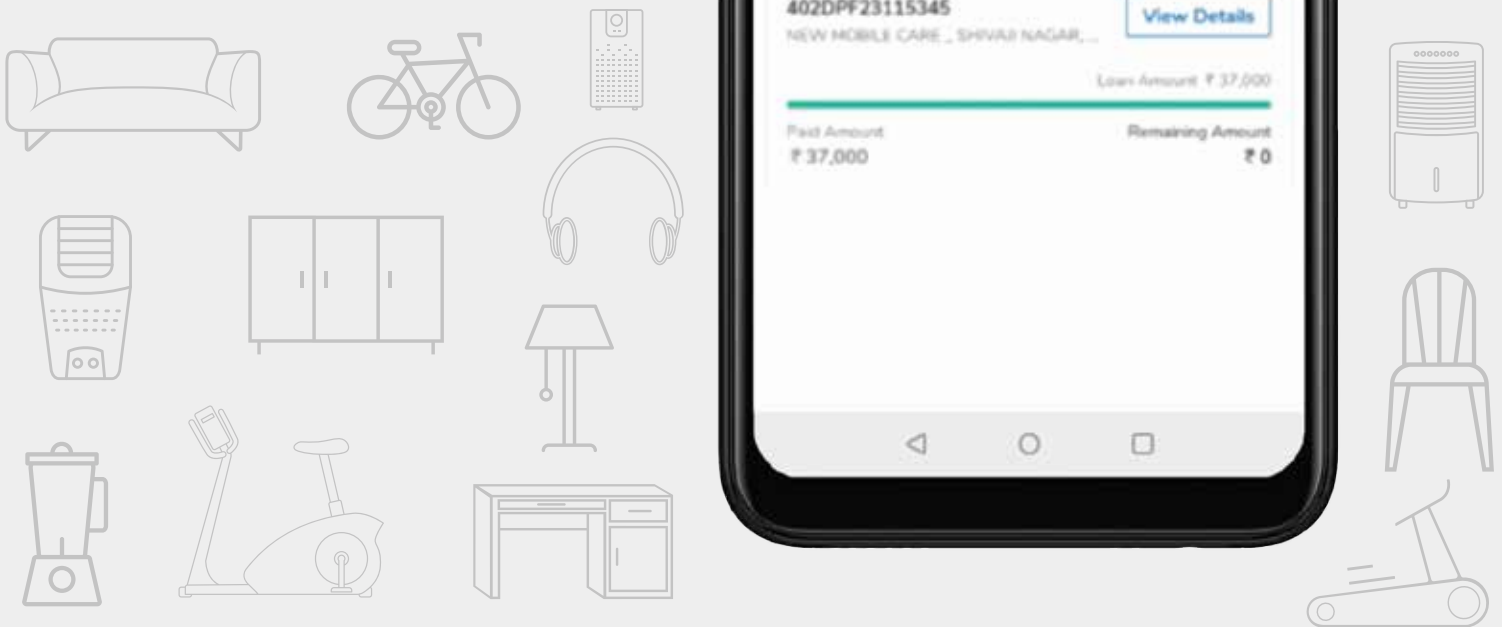 402DPF23115345
View Details
NEW MOBILE CARE _ SHIVAJI NAGAR, ...
Loan Amount ₹ 37,000
Paid Amount
Remaining Amount
₹ 37,000
₹ 0